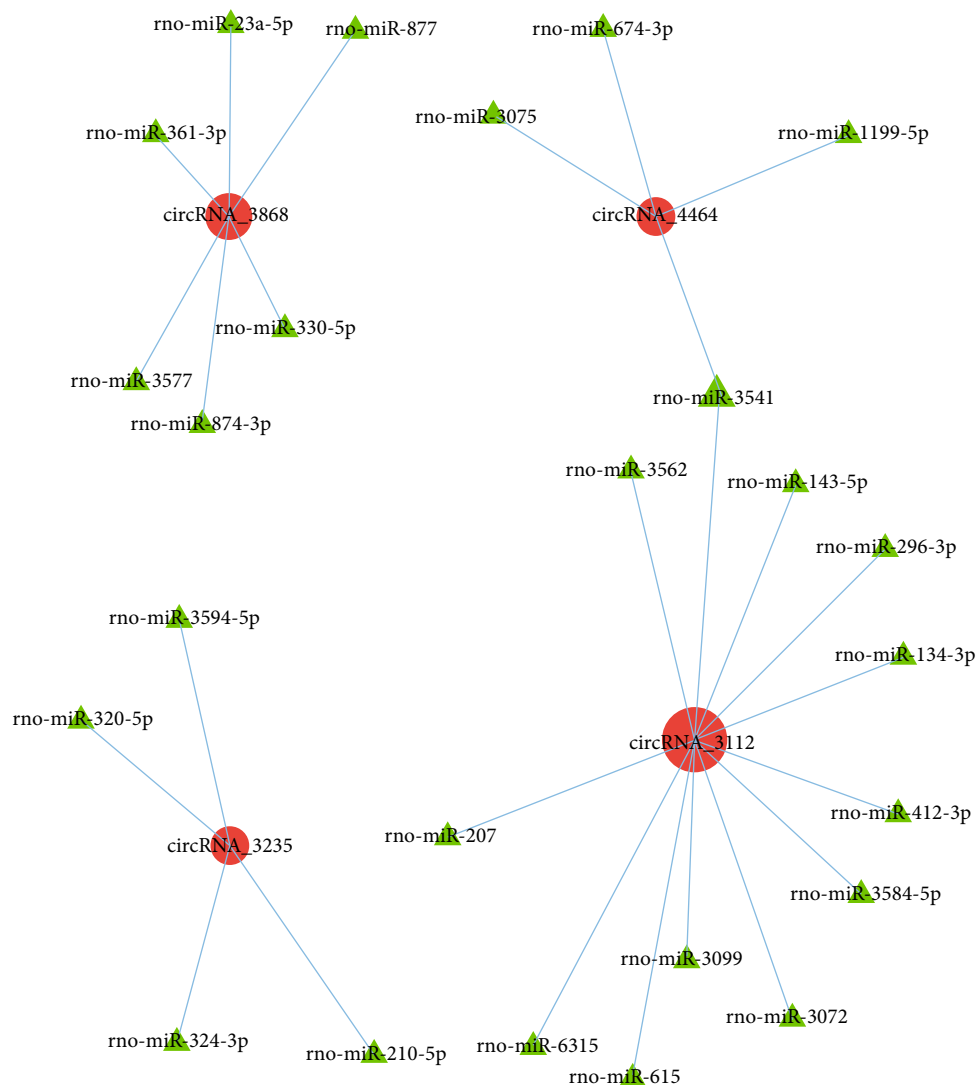 rno-miR-23a-5p
rno-miR-877
rno-miR-674-3p
rno-miR-3075
rno-miR-361-3p
rno-miR-1199-5p
circRNA_3868
circRNA_4464
rno-miR-330-5p
rno-miR-3577
rno-miR-874-3p
rno-miR-3541
rno-miR-3562
rno-miR-143-5p
rno-miR-296-3p
rno-miR-3594-5p
rno-miR-134-3p
rno-miR-320-5p
circRNA_3112
rno-miR-412-3p
rno-miR-207
circRNA_3235
rno-miR-3584-5p
rno-miR-3099
rno-miR-3072
rno-miR-324-3p
rno-miR-6315
rno-miR-210-5p
rno-miR-615